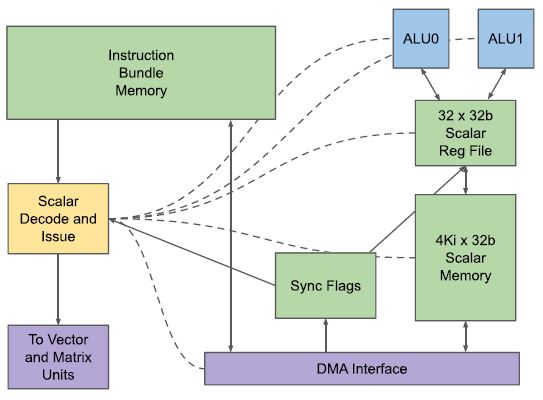 Instruction
Bundle
Memory
ALU0
ALU1
32 x 32b
Scalar
Reg File
Scalar
Decode and
Issue
4Ki x 32b
Scalar
Memory
Sync Flags
To Vector
and Matrix
Units
DMA Interface